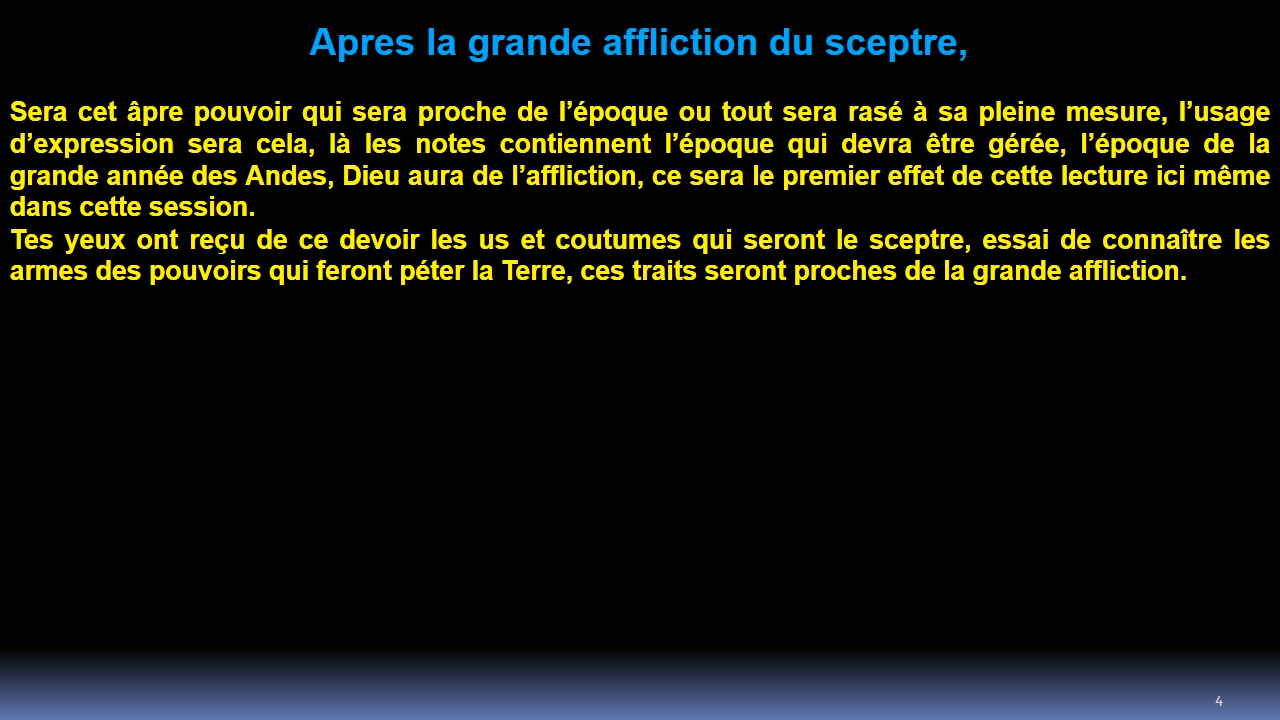 Apres la grande affliction du sceptre,
Sera cet âpre pouvoir qui sera proche de l’époque ou tout sera rasé à sa pleine mesure, l’usage
d’expression sera cela, là les notes contiennent l’époque qui devra être gérée, l’époque de la
grande année des Andes, Dieu aura de l’affliction, ce sera le premier effet de cette lecture ici même
dans cette session.
Tes yeux ont reçu de ce devoir les us et coutumes qui seront le sceptre, essai de connaître les
armes des pouvoirs qui feront péter la Terre, ces traits seront proches de la grande affliction.
4